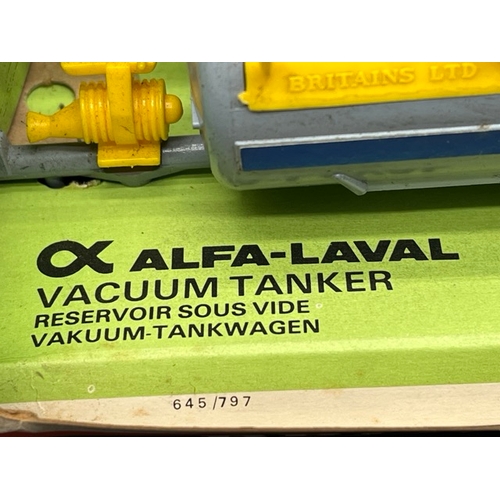 BRITAINS LTD
ALFA-LAVAL
VACUUM TANKER
RESERVOIR SOUS VIDE
VAKUUM-TANKWAGEN
645/797